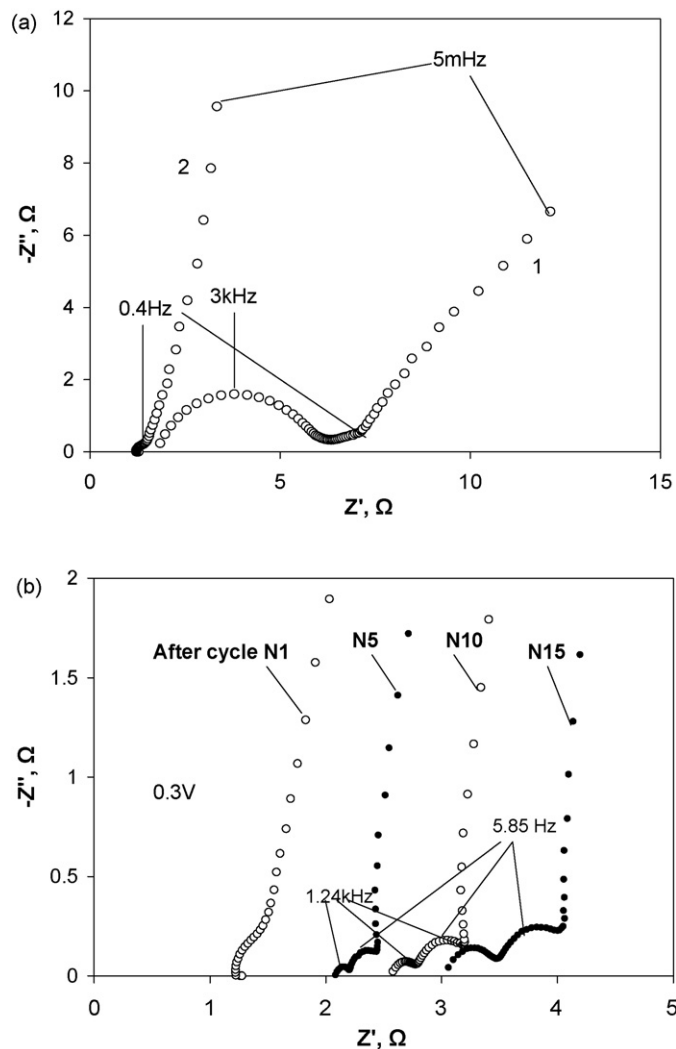 (a)
12
10
8
6
4
2
0
-Z", Ω
5mHz
2
3kHz
0.4Hz
1
0
5
10
15
Z', Ω
(b)
2
1.5
1
0.5
0
-Z", Ω
After cycle N1
N5
N10
N15
0.3V
5.85 Hz
1.24kHz
0
1
2
3
4
5
Z', Ω